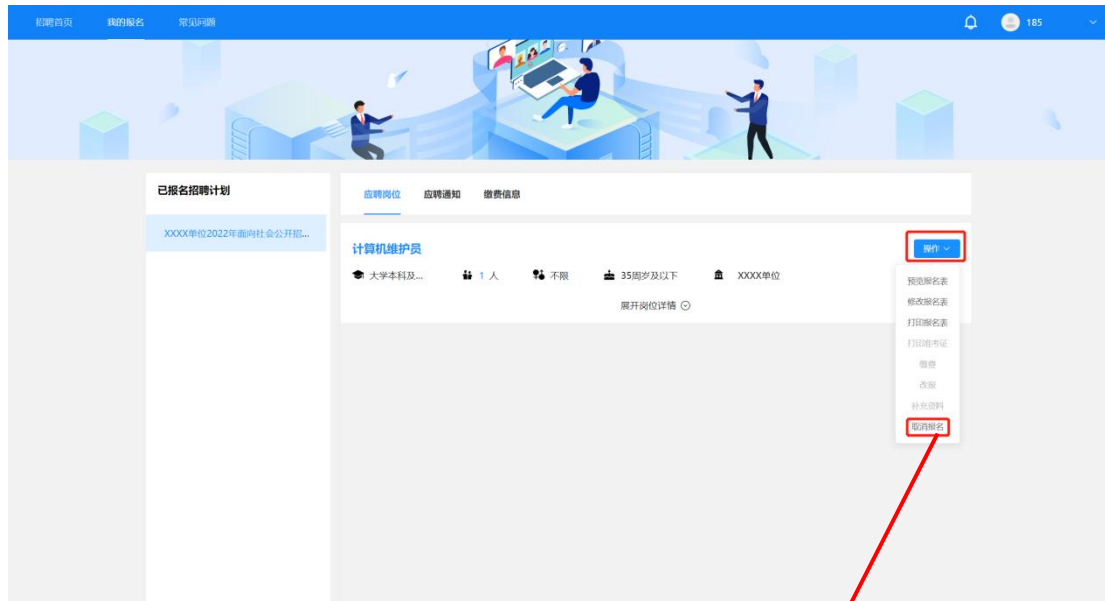 招聘首页 我的报名 常见问题 185
已报名招聘计划
应聘岗位 应聘通知 缴费信息
XXXX单位2022年面向社会公开招...
计算机维护员
操作
大学本科及... 1 人 不限 35周岁及以下 XXXX单位
展开岗位详情
预览报名表
修改报名表
打印报名表
打印准考证
缴费
改报
补充资料
取消报名